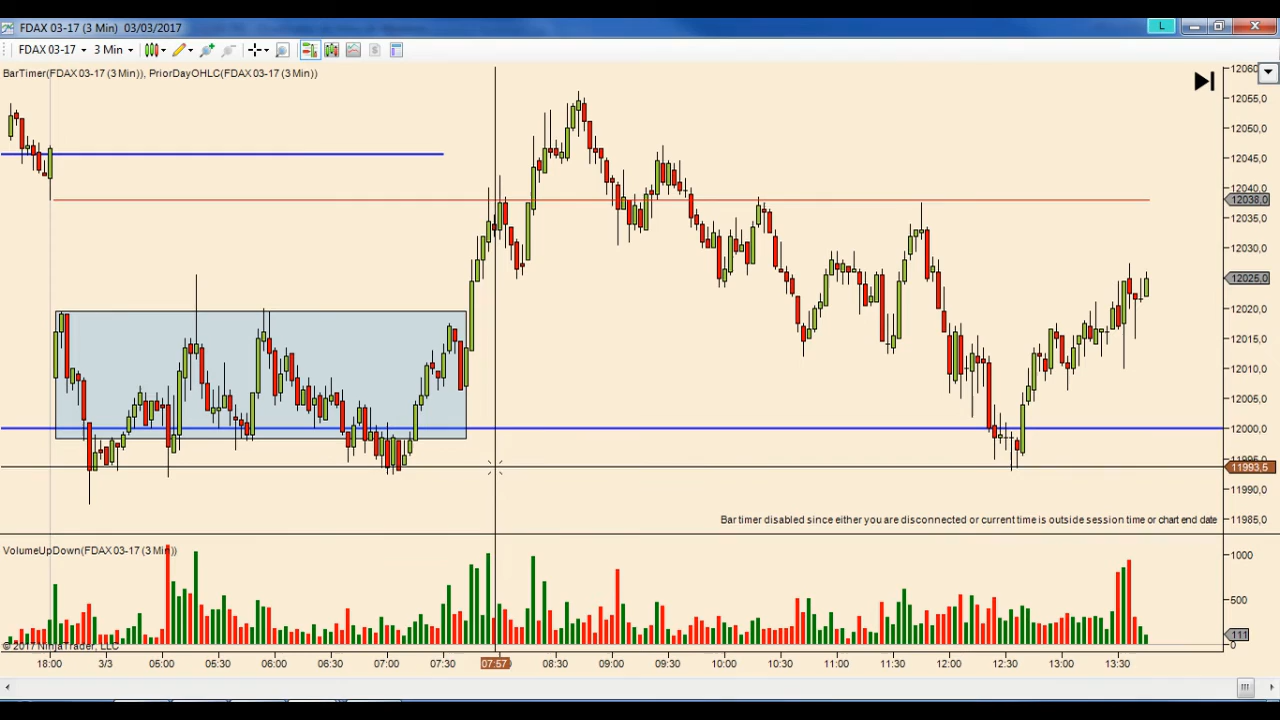 FDAX 03-17 (3 Min) 03/03/2017
L
FDAX 03-17 3 Min
BarTimer(FDAX 03-17 (3 Min)), PriorDayOHLC(FDAX 03-17 (3 Min))
12055,0
12050,0
12045,0
12040,0
12038,0
12035,0
12030,0
12025,0
12020,0
12015,0
12010,0
12005,0
12000,0
11993,5
11990,0
11985,0
Bar timer disabled since either you are disconnected or current time is outside session time or chart end date
VolumeUpDown(FDAX 03-17 (3 Min))
1000
500
111
0
© 2017 NinjaTrader, LLC
18:00 3/3 05:00 05:30 06:00 06:30 07:00 07:30 07:57 08:30 09:00 09:30 10:00 10:30 11:00 11:30 12:00 12:30 13:00 13:30